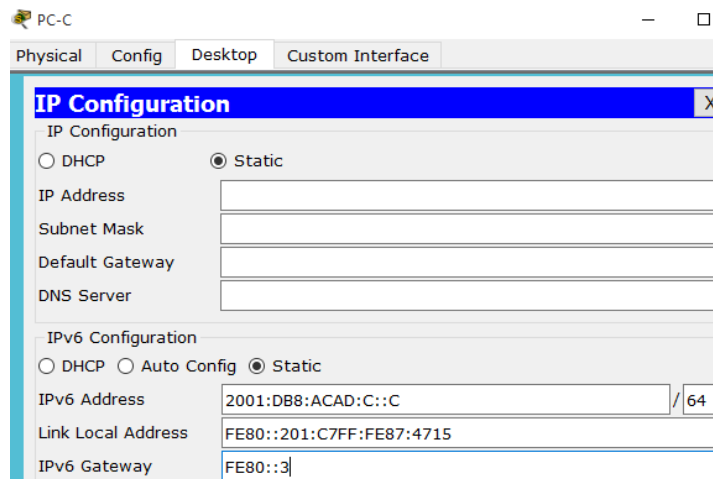 PC-C
Physical Config Desktop Custom Interface
IP Configuration X
IP Configuration
DHCP Static
IP Address
Subnet Mask
Default Gateway
DNS Server
IPv6 Configuration
DHCP Auto Config Static
IPv6 Address 2001:DB8:ACAD:C::C / 64
Link Local Address FE80::201:C7FF:FE87:4715
IPv6 Gateway FE80::3